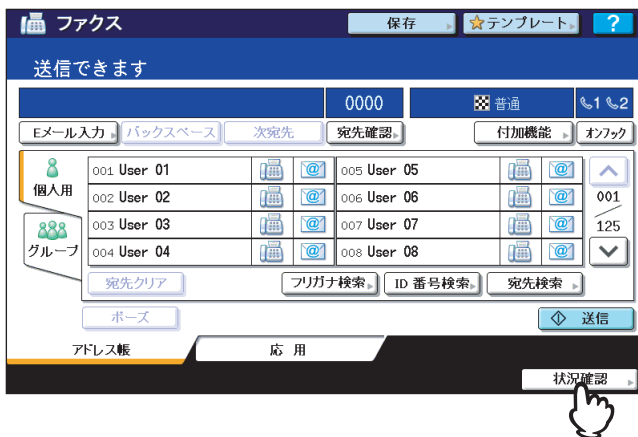 ファクス 保存 テンプレート ?
送信できます
0000 普通 1 2
Eメール入力 バックスペース 次宛先 宛先確認 付加機能 オンフック
個人用
グループ
001 User 01 @ 005 User 05 @
002 User 02 @ 006 User 06 @
003 User 03 @ 007 User 07 @
004 User 04 @ 008 User 08 @
001
125
宛先クリア フリガナ検索 ID 番号検索 宛先検索
ポーズ 送信
アドレス帳 応 用
状況確認